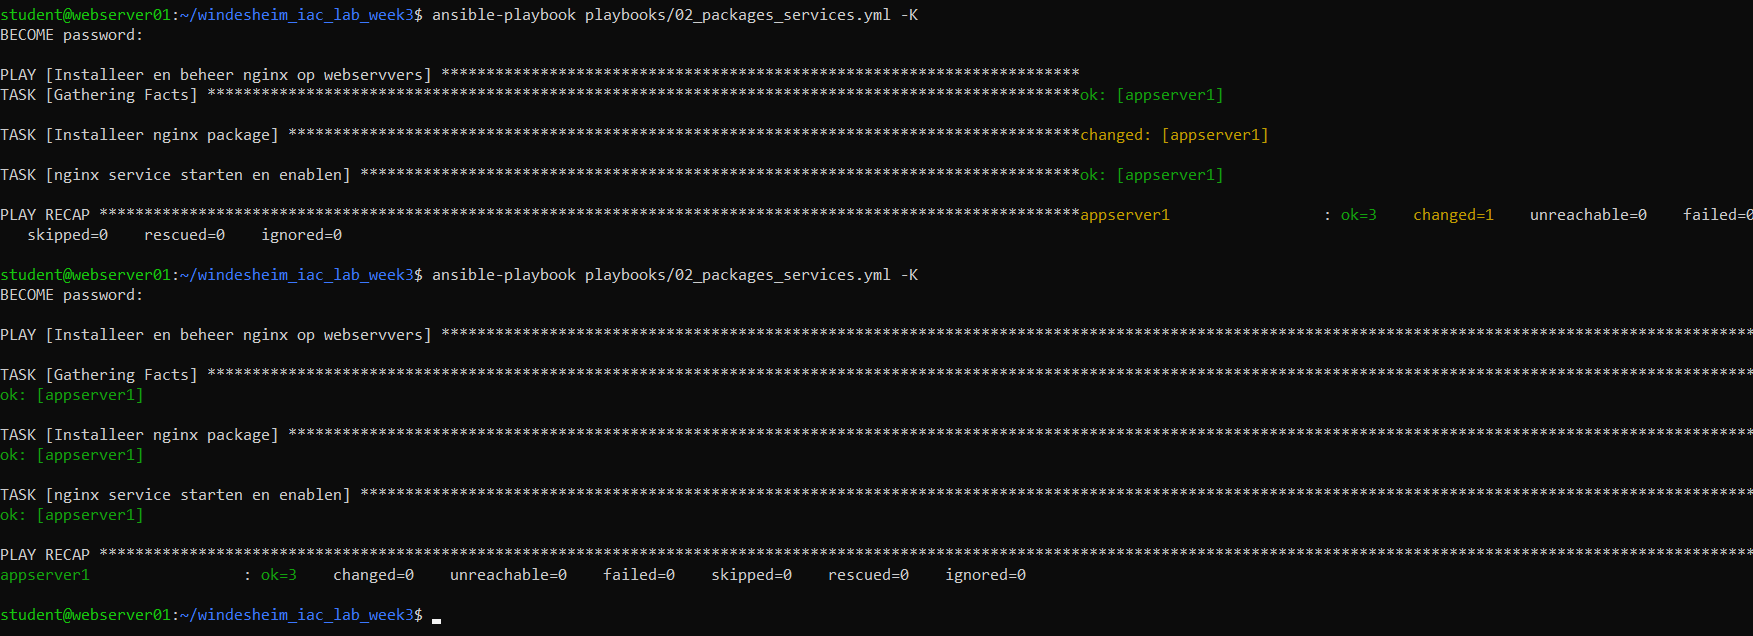 student@webserver01:~/windesheim_iac_lab_week3$ ansible-playbook playbooks/02_packages_services.yml -K
BECOME password:
PLAY [Installeer en beheer nginx op webservvers] ***********************************************************************
TASK [Gathering Facts] *************************************************************************************************ok: [appserver1]
TASK [Installeer nginx package] ****************************************************************************************changed: [appserver1]
TASK [nginx service starten en enablen] ********************************************************************************ok: [appserver1]
PLAY RECAP *************************************************************************************************************appserver1                 : ok=3    changed=1    unreachable=0    failed=0
   skipped=0    rescued=0    ignored=0
student@webserver01:~/windesheim_iac_lab_week3$ ansible-playbook playbooks/02_packages_services.yml -K
BECOME password:
PLAY [Installeer en beheer nginx op webservvers] **************************************************************************************************************************************************
TASK [Gathering Facts] ****************************************************************************************************************************************************************************
ok: [appserver1]
TASK [Installeer nginx package] *******************************************************************************************************************************************************************
ok: [appserver1]
TASK [nginx service starten en enablen] ***********************************************************************************************************************************************************
ok: [appserver1]
PLAY RECAP ****************************************************************************************************************************************************************************************
appserver1                 : ok=3    changed=0    unreachable=0    failed=0    skipped=0    rescued=0    ignored=0
student@webserver01:~/windesheim_iac_lab_week3$